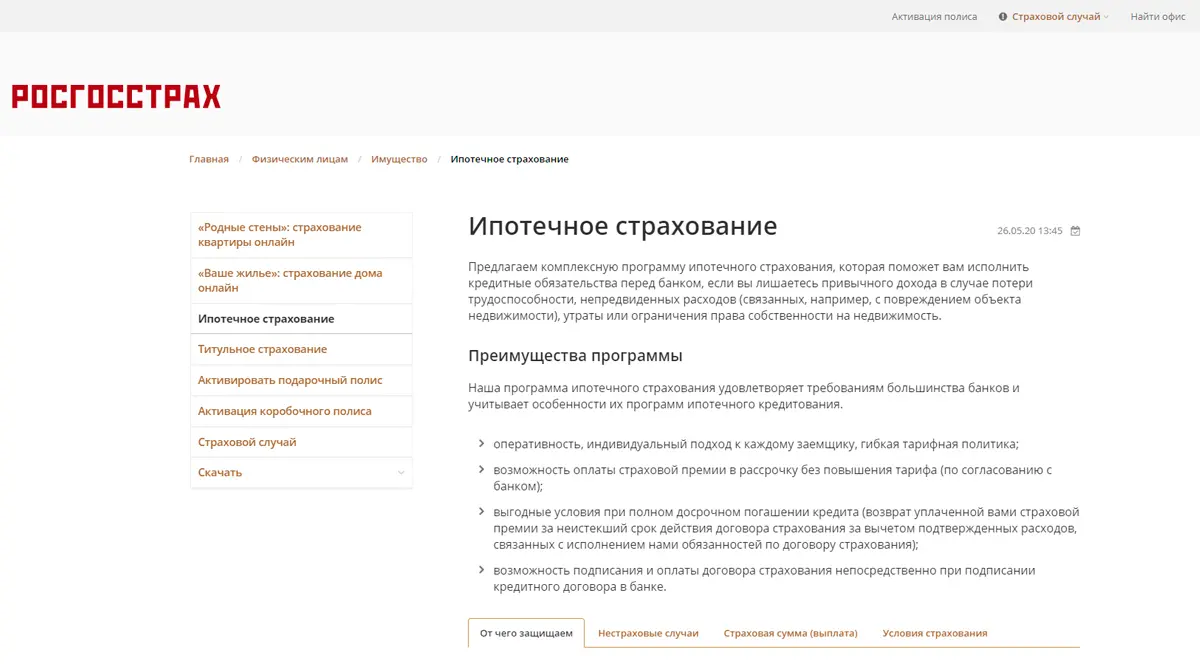 Активация полиса Страховой случай Найти офис
РОСГОССТРАХ
Главная / Физическим лицам / Имущество / Ипотечное страхование
«Родные стены»: страхование
квартиры онлайн
«Ваше жилье»: страхование дома
онлайн
Ипотечное страхование
Титульное страхование
Активировать подарочный полис
Активация коробочного полиса
Страховой случай
Скачать
Ипотечное страхование
26.05.20 13:45
Предлагаем комплексную программу ипотечного страхования, которая поможет вам исполнить
кредитные обязательства перед банком, если вы лишаетесь привычного дохода в случае потери
трудоспособности, непредвиденных расходов (связанных, например, с повреждением объекта
недвижимости), утраты или ограничения права собственности на недвижимость.
Преимущества программы
Наша программа ипотечного страхования удовлетворяет требованиям большинства банков и
учитывает особенности их программ ипотечного кредитования.
оперативность, индивидуальный подход к каждому заемщику, гибкая тарифная политика;
возможность оплаты страховой премии в рассрочку без повышения тарифа (по согласованию с
банком);
выгодные условия при полном досрочном погашении кредита (возврат уплаченной вами страховой
премии за неистекший срок действия договора страхования за вычетом подтвержденных расходов,
связанных с исполнением нами обязанностей по договору страхования);
возможность подписания и оплаты договора страхования непосредственно при подписании
кредитного договора в банке.
От чего защищаем Нестраховые случаи Страховая сумма (выплата) Условия страхования